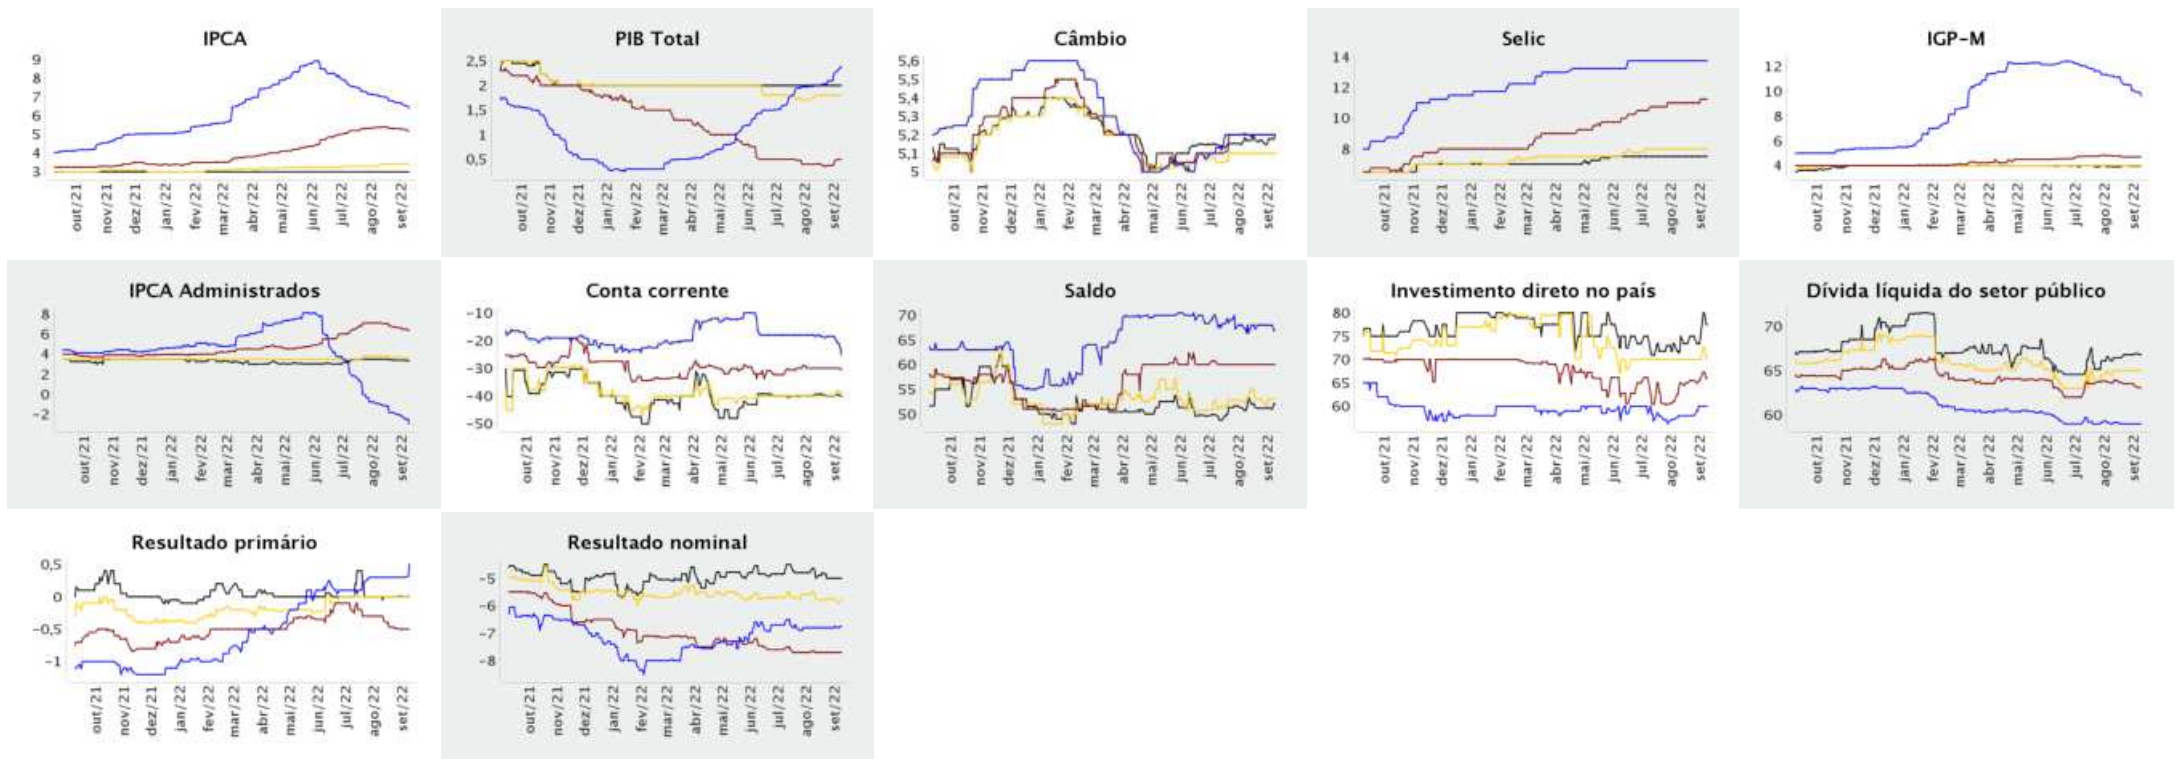 IPCA
9
8
7
6
5
4
3
out/21
nov/21
dez/21
jan/22
fev/22
mar/22
abr/22
mai/22
jun/22
jul/22
ago/22
set/22
PIB Total
2,5
2
1,5
1
0,5
out/21
nov/21
dez/21
jan/22
fev/22
mar/22
abr/22
mai/22
jun/22
jul/22
ago/22
set/22
Câmbio
5,6
5,5
5,4
5,3
5,2
5,1
5
out/21
nov/21
dez/21
jan/22
fev/22
mar/22
abr/22
mai/22
jun/22
jul/22
ago/22
set/22
Selic
14
12
10
8
out/21
nov/21
dez/21
jan/22
fev/22
mar/22
abr/22
mai/22
jun/22
jul/22
ago/22
set/22
IGP-M
12
10
8
6
4
out/21
nov/21
dez/21
jan/22
fev/22
mar/22
abr/22
mai/22
jun/22
jul/22
ago/22
set/22
IPCA Administrados
8
6
4
2
0
-2
out/21
nov/21
dez/21
jan/22
fev/22
mar/22
abr/22
mai/22
jun/22
jul/22
ago/22
set/22
Conta corrente
-10
-20
-30
-40
-50
out/21
nov/21
dez/21
jan/22
fev/22
mar/22
abr/22
mai/22
jun/22
jul/22
ago/22
set/22
Saldo
70
65
60
55
50
out/21
nov/21
dez/21
jan/22
fev/22
mar/22
abr/22
mai/22
jun/22
jul/22
ago/22
set/22
Investimento direto no país
80
75
70
65
60
out/21
nov/21
dez/21
jan/22
fev/22
mar/22
abr/22
mai/22
jun/22
jul/22
ago/22
set/22
Dívida líquida do setor público
70
65
60
out/21
nov/21
dez/21
jan/22
fev/22
mar/22
abr/22
mai/22
jun/22
jul/22
ago/22
set/22
Resultado primário
0,5
0
-0,5
-1
out/21
nov/21
dez/21
jan/22
fev/22
mar/22
abr/22
mai/22
jun/22
jul/22
ago/22
set/22
Resultado nominal
-5
-6
-7
-8
out/21
nov/21
dez/21
jan/22
fev/22
mar/22
abr/22
mai/22
jun/22
jul/22
ago/22
set/22